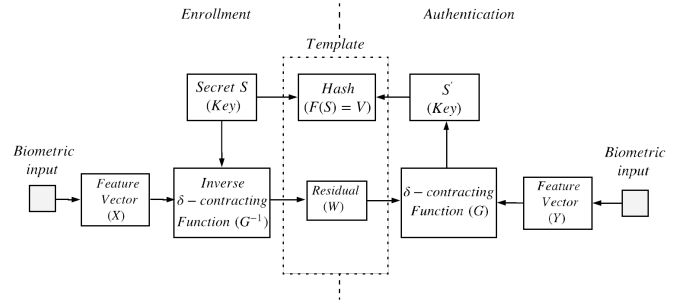 Enrollment
Authentication
Template
Secret S
(Key)
Hash
(F(S) = V)
S'
(Key)
Biometric
input
Feature
Vector
(X)
Inverse
δ − contracting
Function (G⁻¹)
Residual
(W)
δ − contracting
Function (G)
Feature
Vector
(Y)
Biometric
input